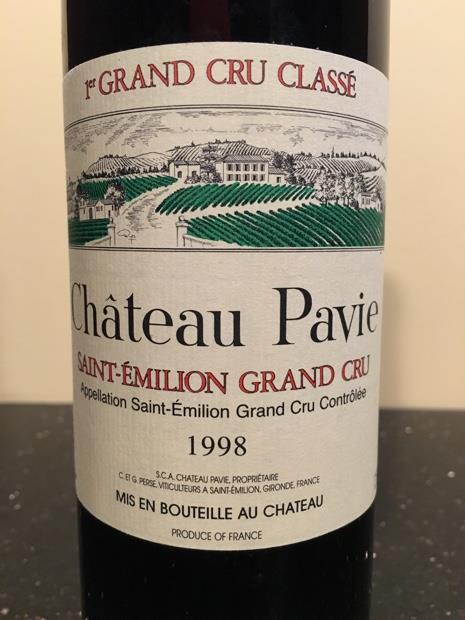 1er GRAND CRU CLASSÉ
Château Pavie
SAINT-ÉMILION GRAND CRU
Appellation Saint-Émilion Grand Cru Contrôlée
1998
S.C.A. CHATEAU PAVIE, PROPRIÉTAIRE
C. ET G. PERSE, VITICULTEURS A SAINT-ÉMILION, GIRONDE, FRANCE
MIS EN BOUTEILLE AU CHATEAU
PRODUCE OF FRANCE